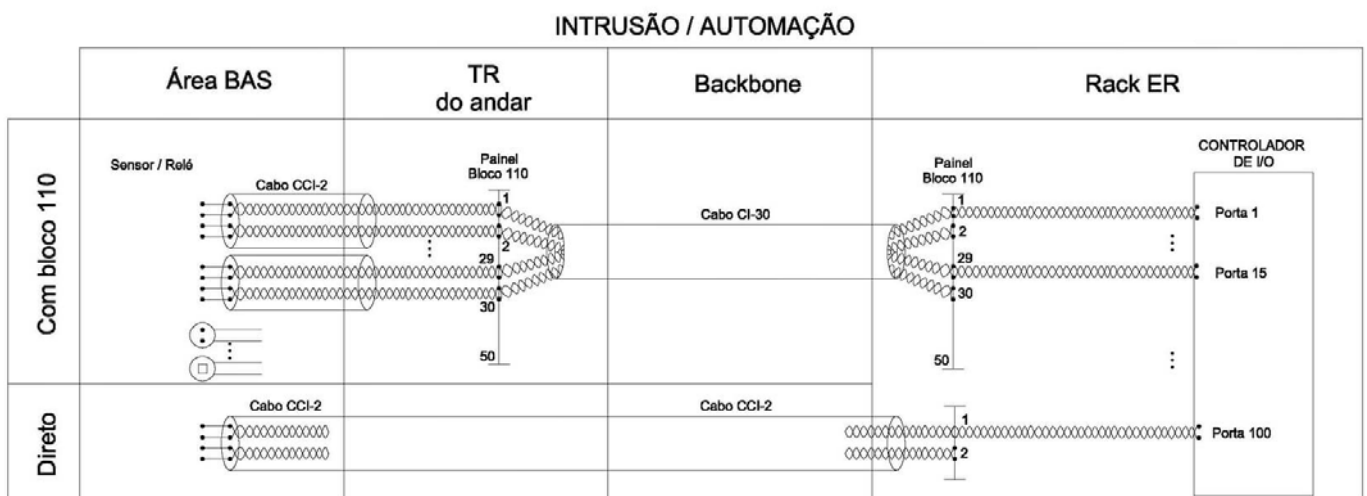 INTRUSÃO / AUTOMAÇÃO
Área BAS
TR
do andar
Backbone
Rack ER
Com bloco 110
Sensor / Relé
Cabo CCI-2
Painel
Bloco 110
1
2
29
30
50
Cabo CI-30
Painel
Bloco 110
1
2
29
30
50
CONTROLADOR
DE I/O
Porta 1
Porta 15
Direto
Cabo CCI-2
Cabo CCI-2
1
2
Porta 100